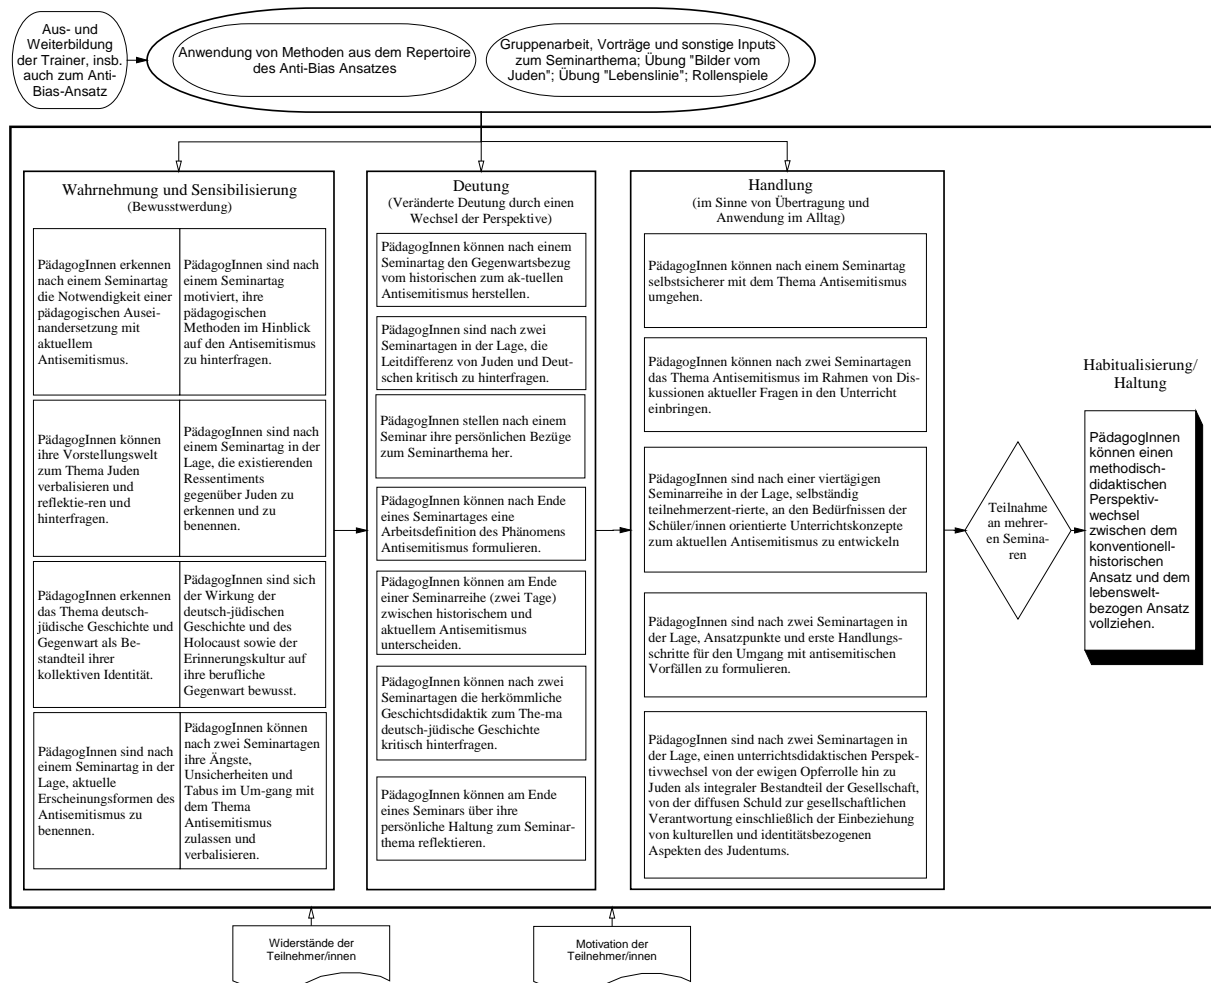 Aus- und
Weiterbildung
der Trainer, insb.
auch zum Anti-
Bias-Ansatz
Anwendung von Methoden aus dem Repertoire
des Anti-Bias Ansatzes
Gruppenarbeit, Vorträge und sonstige Inputs
zum Seminarthema; Übung "Bilder vom
Juden"; Übung "Lebenslinie"; Rollenspiele
Wahrnehmung und Sensibilisierung
(Bewusstwerdung)
PädagogInnen erkennen
nach einem Seminartag
die Notwendigkeit einer
pädagogischen Ausei-
nandersetzung mit
aktuellem
Antisemitismus.
PädagogInnen sind nach
einem Seminartag
motiviert, ihre
pädagogischen
Methoden im Hinblick
auf den Antisemitismus
zu hinterfragen.
PädagogInnen können
ihre Vorstellungswelt
zum Thema Juden
verbalisieren und
reflektie-ren und
hinterfragen.
PädagogInnen sind nach
einem Seminartag in der
Lage, die existierenden
Ressentiments
gegenüber Juden zu
erkennen und zu
benennen.
PädagogInnen erkennen
das Thema deutsch-
jüdische Geschichte und
Gegenwart als Be-
standteil ihrer
kollektiven Identität.
PädagogInnen sind sich
der Wirkung der
deutsch-jüdischen
Geschichte und des
Holocaust sowie der
Erinnerungskultur auf
ihre berufliche
Gegenwart bewusst.
PädagogInnen sind nach
einem Seminartag in der
Lage, aktuelle
Erscheinungsformen des
Antisemitismus zu
benennen.
PädagogInnen können
nach zwei Seminartagen
ihre Ängste,
Unsicherheiten und
Tabus im Um-gang mit
dem Thema
Antisemitismus
zulassen und
verbalisieren.
Deutung
(Veränderte Deutung durch einen
Wechsel der Perspektive)
PädagogInnen können nach einem
Seminartag den Gegenwartsbezug
vom historischen zum ak-tuellen
Antisemitismus herstellen.
PädagogInnen sind nach zwei
Seminartagen in der Lage, die
Leitdifferenz von Juden und Deut-
schen kritisch zu hinterfragen.
PädagogInnen stellen nach einem
Seminar ihre persönlichen Bezüge
zum Seminarthema her.
PädagogInnen können nach Ende
eines Seminartages eine
Arbeitsdefinition des Phänomens
Antisemitismus formulieren.
PädagogInnen können am Ende
einer Seminarreihe (zwei Tage)
zwischen historischem und
aktuellem Antisemitismus
unterscheiden.
PädagogInnen können nach zwei
Seminartagen die herkömmliche
Geschichtsdidaktik zum The-ma
deutsch-jüdische Geschichte
kritisch hinterfragen.
PädagogInnen können am Ende
eines Seminars über ihre
persönliche Haltung zum Seminar-
thema reflektieren.
Handlung
(im Sinne von Übertragung und
Anwendung im Alltag)
PädagogInnen können nach einem Seminartag
selbstsicherer mit dem Thema Antisemitismus
umgehen.
PädagogInnen können nach zwei Seminartagen
das Thema Antisemitismus im Rahmen von Dis-
kussionen aktueller Fragen in den Unterricht
einbringen.
PädagogInnen sind nach einer viertägigen
Seminarreihe in der Lage, selbständig
teilnehmerzent-rierte, an den Bedürfnissen der
Schüler/innen orientierte Unterrichtskonzepte
zum aktuellen Antisemitismus zu entwickeln
PädagogInnen sind nach zwei Seminartagen in
der Lage, Ansatzpunkte und erste Handlungs-
schritte für den Umgang mit antisemitischen
Vorfällen zu formulieren.
PädagogInnen sind nach zwei Seminartagen in
der Lage, einen unterrichtsdidaktischen Perspek-
tivwechsel von der ewigen Opferrolle hin zu
Juden als integraler Bestandteil der Gesellschaft,
von der diffusen Schuld zur gesellschaftlichen
Verantwortung einschließlich der Einbeziehung
von kulturellen und identitätsbezogenen
Aspekten des Judentums.
Teilnahme
an mehrer-
en Semina-
ren
Habitualisierung/
Haltung
PädagogInnen
können einen
methodisch-
didaktischen
Perspektiv-
wechsel
zwischen dem
konventionell-
historischen
Ansatz und dem
lebenswelt-
bezogen Ansatz
vollziehen.
Widerstände der
Teilnehmer/innen
Motivation der
Teilnehmer/innen